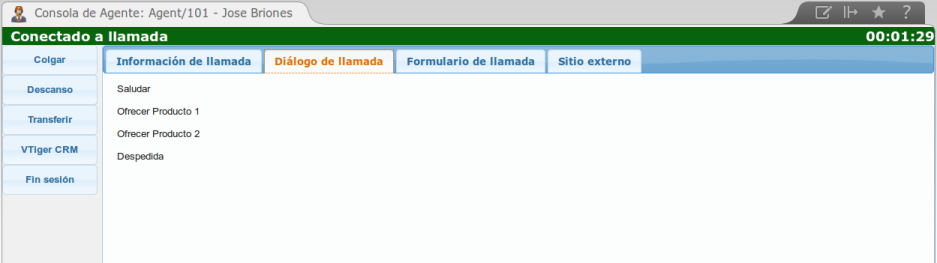 Consola de Agente: Agent/101 - Jose Briones
Conectado a llamada 00:01:29
Colgar
Descanso
Transferir
VTiger CRM
Fin sesión
Información de llamada Diálogo de llamada Formulario de llamada Sitio externo
Saludar
Ofrecer Producto 1
Ofrecer Producto 2
Despedida